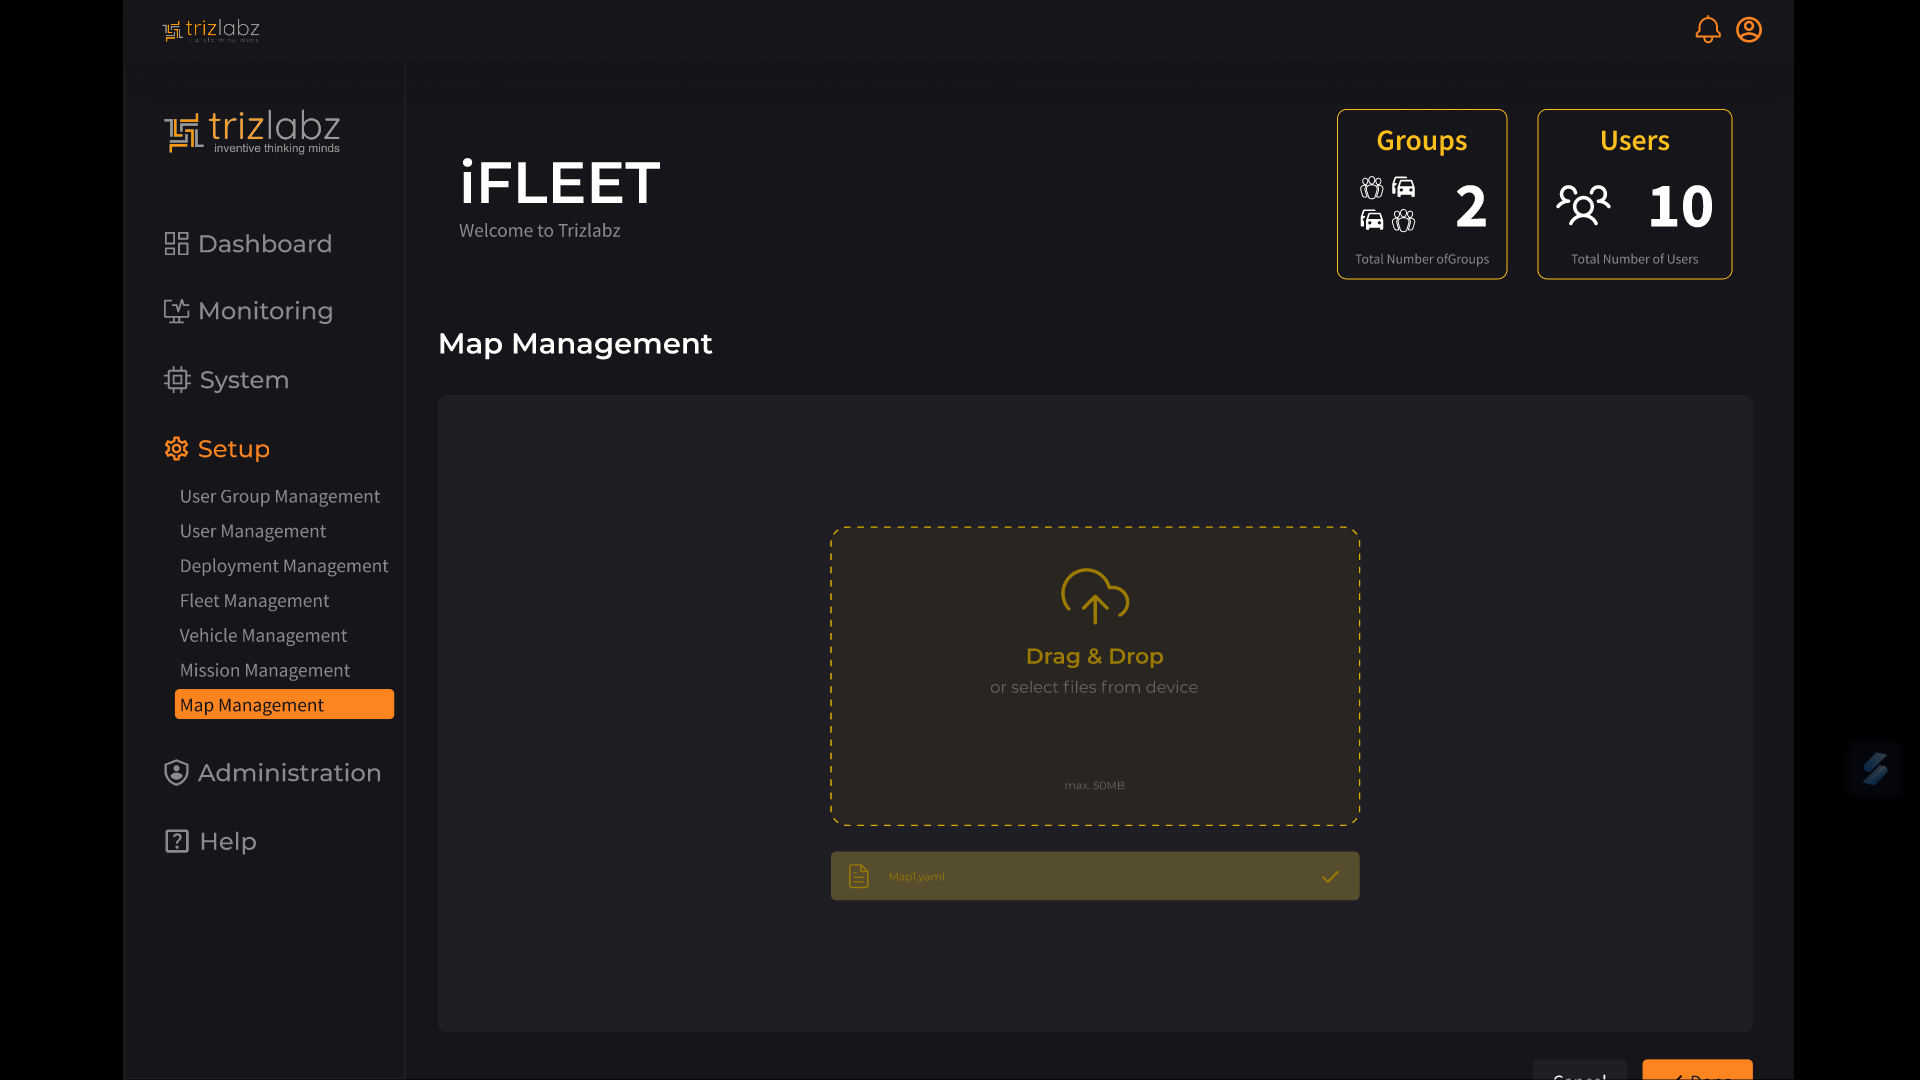 trizlabz
trizlabz
inventive thinking minds
Dashboard
Monitoring
System
Setup
User Group Management
User Management
Deployment Management
Fleet Management
Vehicle Management
Mission Management
Map Management
Administration
Help
iFLEET
Welcome to Trizlabz
Groups
2
Total Number ofGroups
Users
10
Total Number of Users
Map Management
Drag & Drop
or select files from device
max. 50MB
Map1.yaml
Cancel
Done